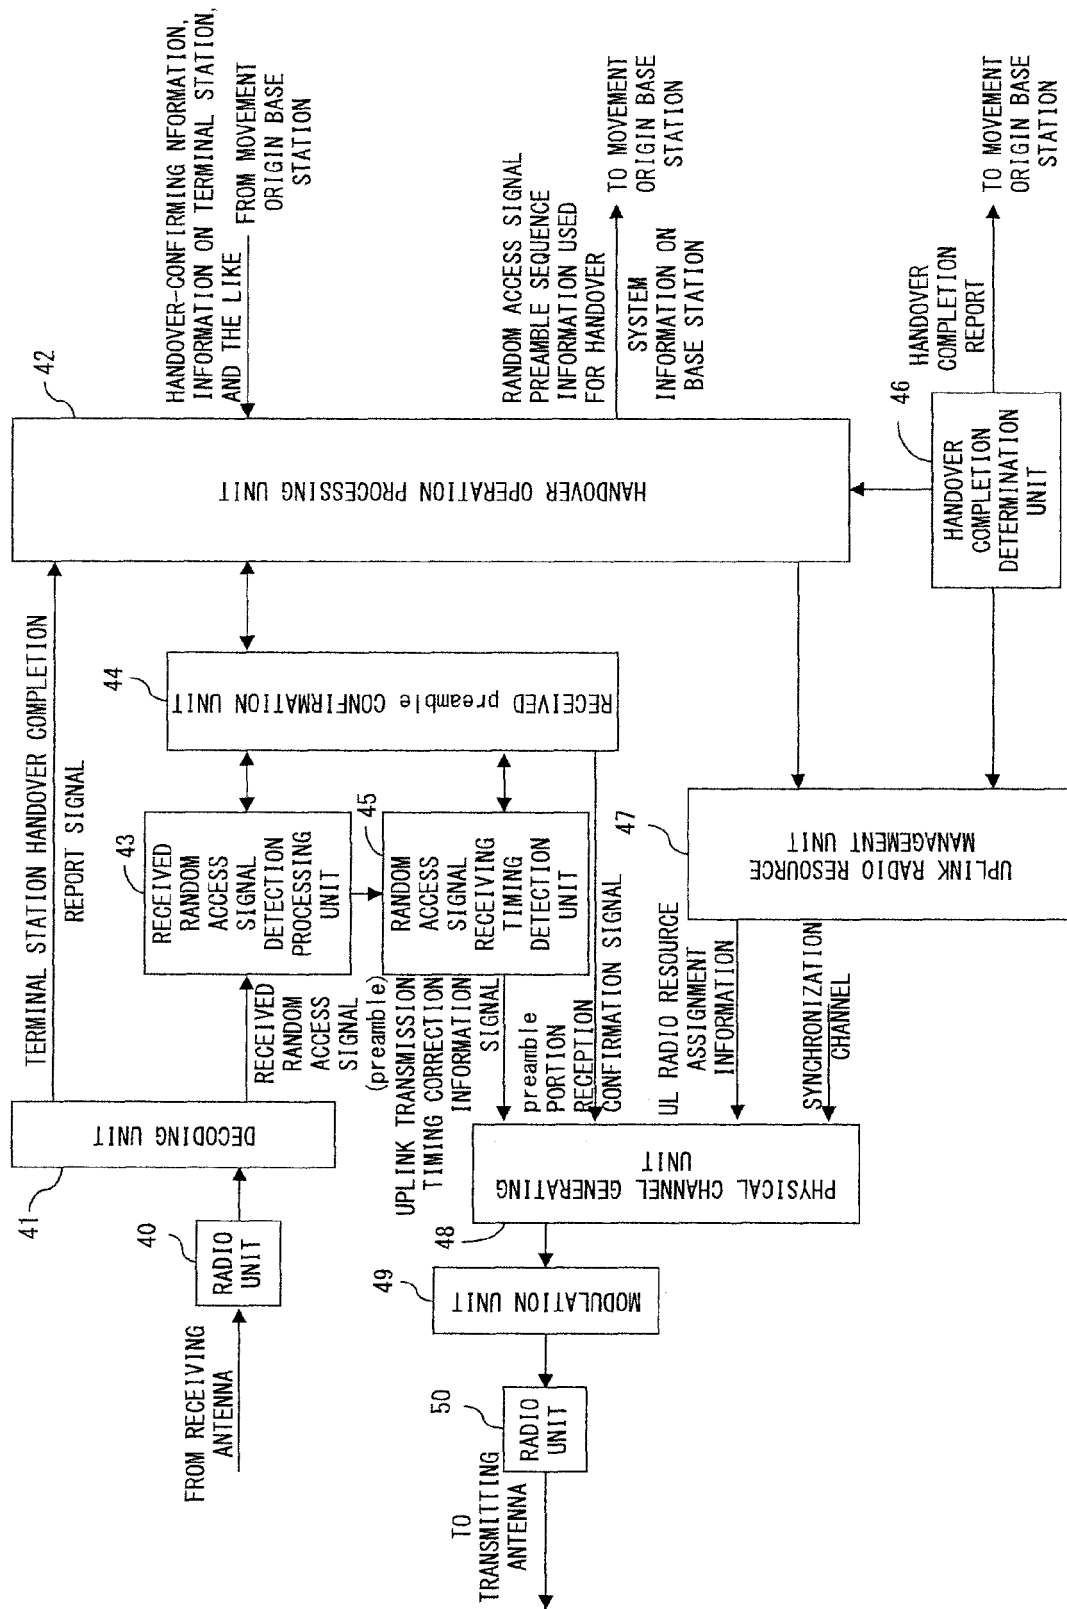 FROM RECEIVING
ANTENNA
40
RADIO
UNIT
41
DECODING UNIT
TERMINAL STATION HANDOVER COMPLETION
REPORT SIGNAL
RECEIVED
RANDOM
ACCESS
SIGNAL
(preamble)
43
RECEIVED
RANDOM
ACCESS
SIGNAL
DETECTION
PROCESSING
UNIT
44
RECEIVED preamble CONFIRMATION UNIT
42
HANDOVER OPERATION PROCESSING UNIT
HANDOVER-CONFIRMING NFORMATION,
INFORMATION ON TERMINAL STATION,
AND THE LIKE
FROM MOVEMENT
ORIGIN BASE
STATION
45
RANDOM
ACCESS
SIGNAL
RECEIVING
TIMING
DETECTION
UNIT
UPLINK TRANSMISSION
TIMING CORRECTION
INFORMATION
SIGNAL
preamble
PORTION
RECEPTION
CONFIRMATION SIGNAL
RANDOM ACCESS SIGNAL
PREAMBLE SEQUENCE
INFORMATION USED
FOR HANDOVER
TO MOVEMENT
ORIGIN BASE
STATION
SYSTEM
INFORMATION ON
BASE STATION
TO
TRANSMITTING
ANTENNA
50
RADIO
UNIT
49
MODULATION UNIT
48
PHYSICAL CHANNEL GENERATING
UNIT
UL RADIO RESOURCE
ASSIGNMENT
INFORMATION
SYNCHRONIZATION
CHANNEL
47
UPLINK RADIO RESOURCE
MANAGEMENT UNIT
46
HANDOVER
COMPLETION
DETERMINATION
UNIT
HANDOVER
COMPLETION
REPORT
TO MOVEMENT
ORIGIN BASE
STATION